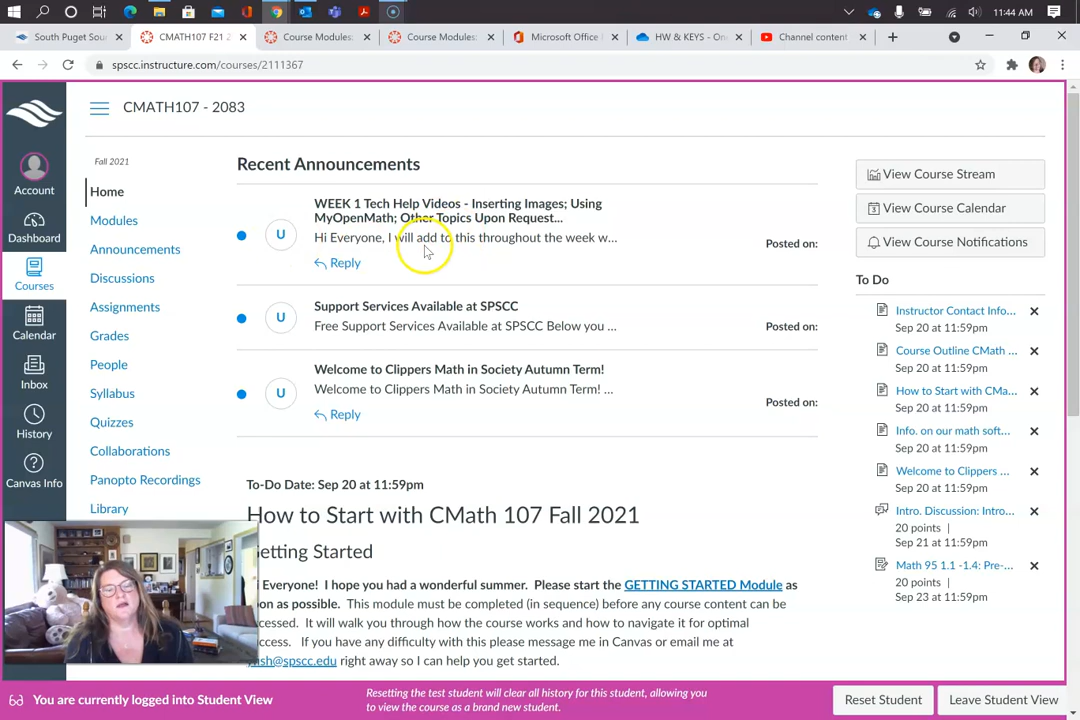 11:44 AM
South Puget Sou
CMATH107 F21 2
Course Modules:
Course Modules:
Microsoft Office
HW & KEYS - On
Channel content
spscc.instructure.com/courses/2111367
CMATH107 - 2083
Account
Dashboard
Courses
Calendar
Inbox
History
Canvas Info
Fall 2021
Home
Modules
Announcements
Discussions
Assignments
Grades
People
Syllabus
Quizzes
Collaborations
Panopto Recordings
Library
Recent Announcements
U
WEEK 1 Tech Help Videos - Inserting Images; Using
MyOpenMath; Other Topics Upon Request...
Hi Everyone, I will add to this throughout the week w...
Reply
Posted on:
U
Support Services Available at SPSCC
Free Support Services Available at SPSCC Below you ...
Posted on:
U
Welcome to Clippers Math in Society Autumn Term!
Welcome to Clippers Math in Society Autumn Term! ...
Reply
Posted on:
To-Do Date: Sep 20 at 11:59pm
How to Start with CMath 107 Fall 2021
Getting Started
Everyone! I hope you had a wonderful summer. Please start the GETTING STARTED Module as
on as possible. This module must be completed (in sequence) before any course content can be
cessed. It will walk you through how the course works and how to navigate it for optimal
ccess. If you have any difficulty with this please message me in Canvas or email me at
@spscc.edu right away so I can help you get started.
View Course Stream
View Course Calendar
View Course Notifications
To Do
Instructor Contact Info...
Sep 20 at 11:59pm
Course Outline CMath ...
Sep 20 at 11:59pm
How to Start with CMa...
Sep 20 at 11:59pm
Info. on our math soft...
Sep 20 at 11:59pm
Welcome to Clippers ...
Sep 20 at 11:59pm
Intro. Discussion: Intro...
20 points |
Sep 21 at 11:59pm
Math 95 1.1 -1.4: Pre-...
20 points |
Sep 23 at 11:59pm
You are currently logged into Student View
Resetting the test student will clear all history for this student, allowing you
to view the course as a brand new student.
Reset Student
Leave Student View